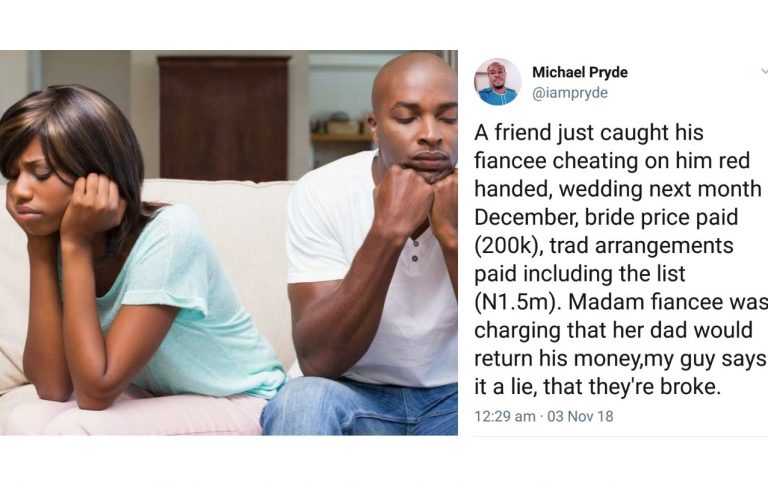 Michael Pryde
@iampryde
A friend just caught his
fiancee cheating on him red
handed, wedding next month
December, bride price paid
(200k), trad arrangements
paid including the list
(N1.5m). Madam fiancee was
charging that her dad would
return his money,my guy says
it a lie, that they're broke.
12:29 am · 03 Nov 18